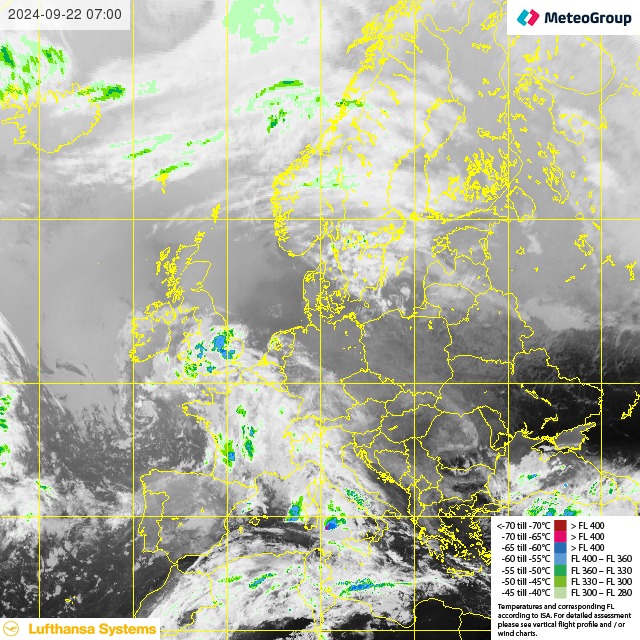 2024-09-22 07:00
MeteoGroup
<-70 till -70°C > FL 400
-70 till -65°C > FL 400
-65 till -60°C > FL 400
-60 till -55°C FL 400 – FL 360
-55 till -50°C FL 360 – FL 330
-50 till -45°C FL 330 – FL 300
-45 till -40°C FL 300 – FL 280
Temperatures and corresponding FL
according to ISA. For detailed assessment
please see vertical flight profile and / or
wind charts.
Lufthansa Systems